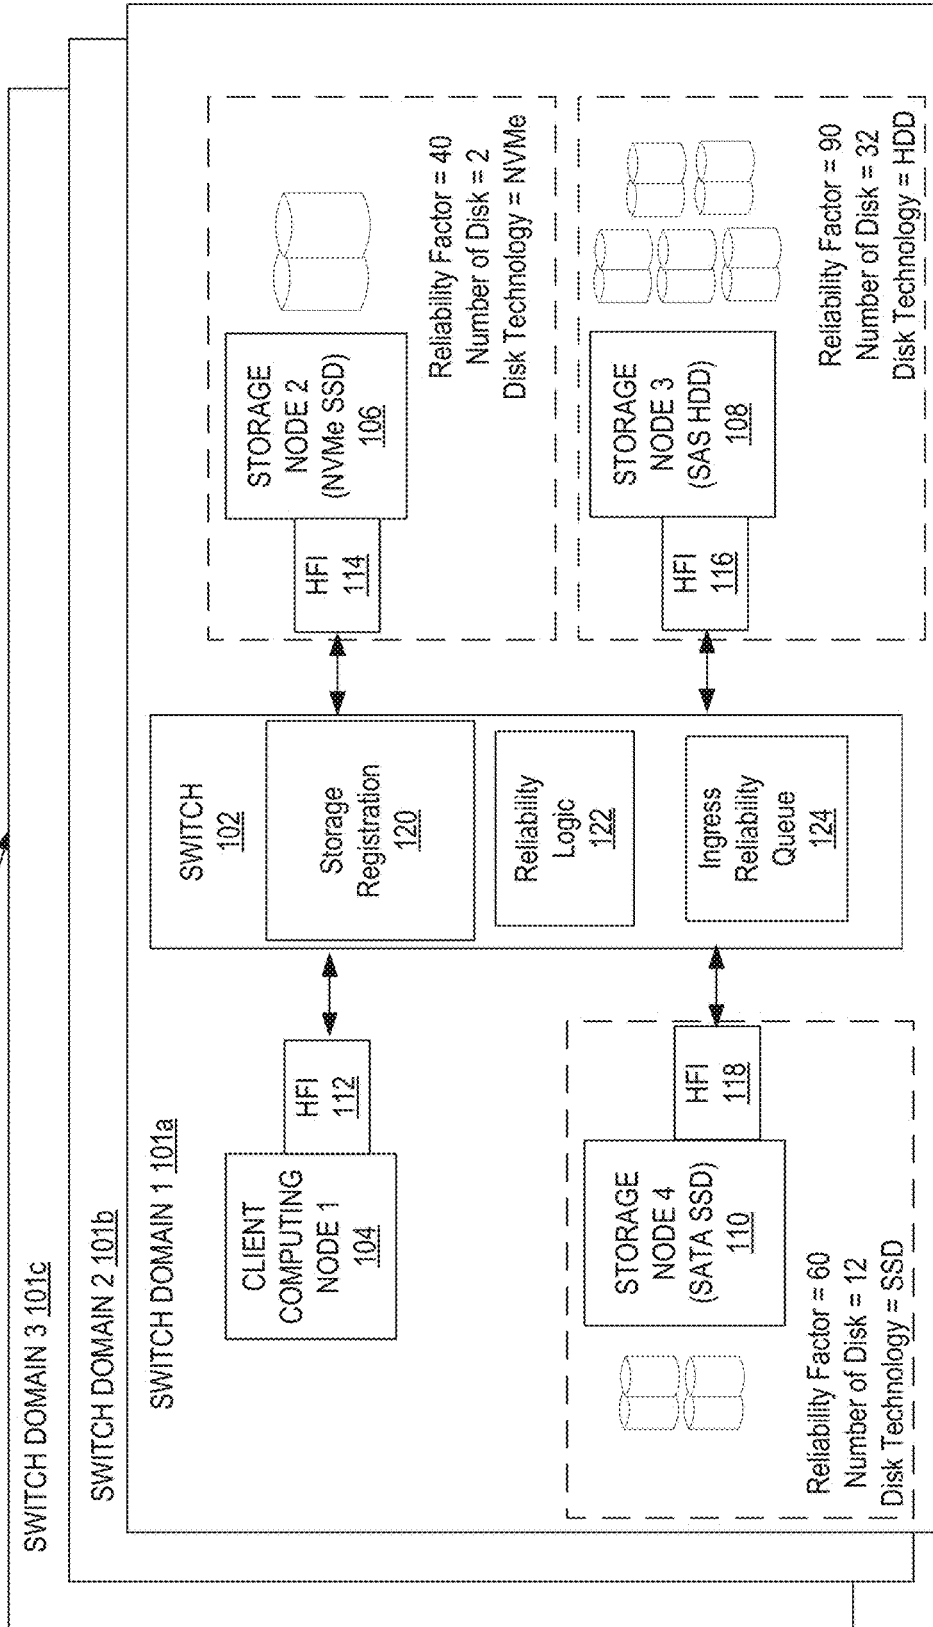 SWITCH DOMAIN 3 101c
SWITCH DOMAIN 2 101b
SWITCH DOMAIN 1 101a
CLIENT
COMPUTING
NODE 1
104
HFI
112
SWITCH
102
Storage
Registration
120
Reliability
Logic
122
Ingress
Reliability
Queue
124
HFI
114
STORAGE
NODE 2
(NVMe SSD)
106
Reliability Factor = 40
Number of Disk = 2
Disk Technology = NVMe
STORAGE
NODE 4
(SATA SSD)
110
HFI
118
Reliability Factor = 60
Number of Disk = 12
Disk Technology = SSD
HFI
116
STORAGE
NODE 3
(SAS HDD)
108
Reliability Factor = 90
Number of Disk = 32
Disk Technology = HDD